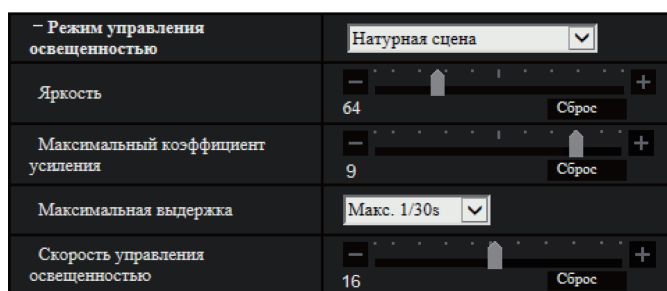 – Режим управления
освещенностью
Натурная сцена
Яркость
64
Сброс
Максимальный коэффициент
усиления
9
Сброс
Максимальная выдержка
Макс. 1/30s
Скорость управления
освещенностью
16
Сброс